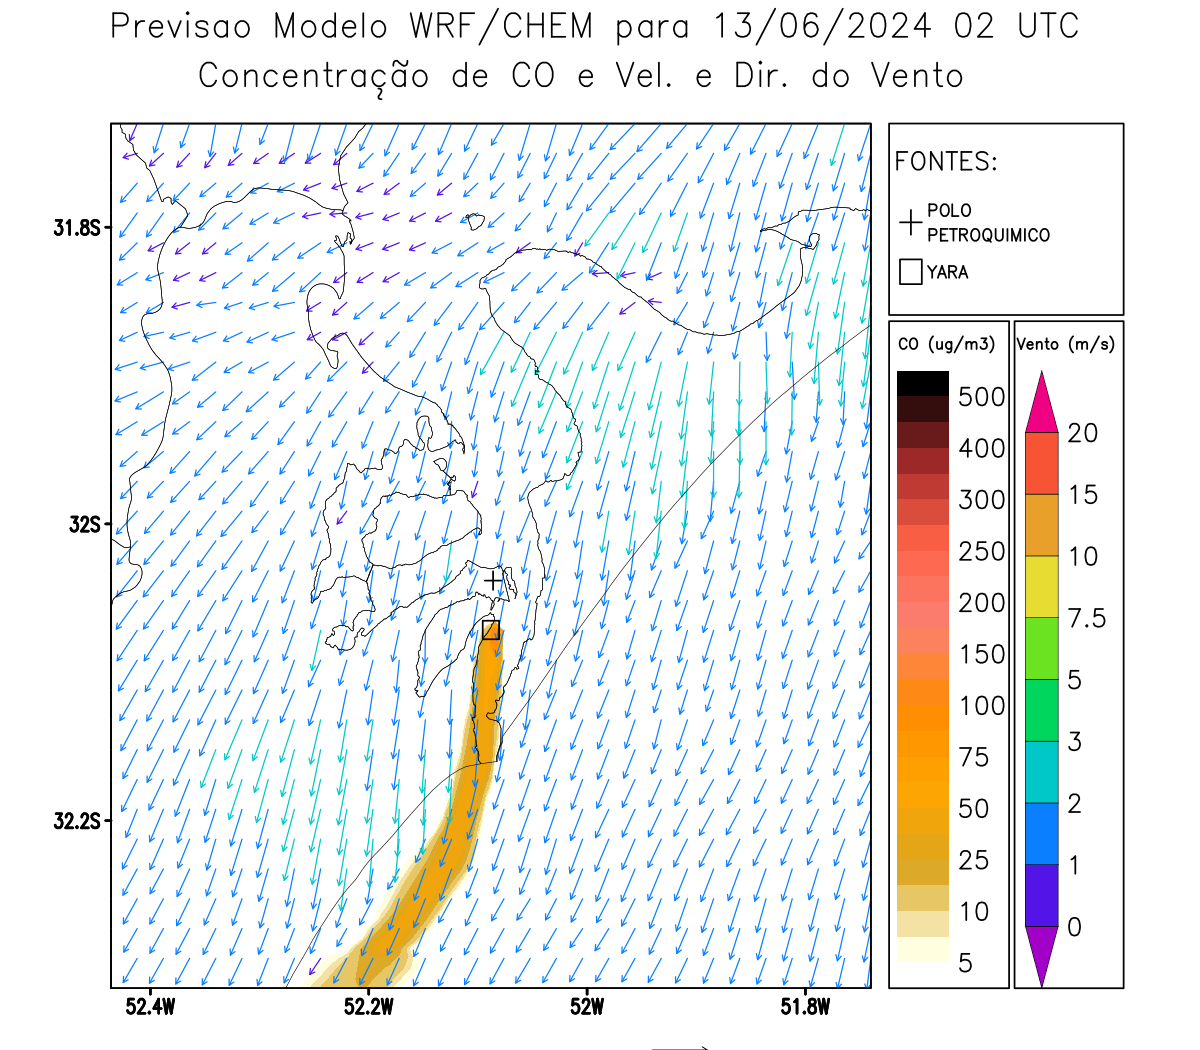 Previsao Modelo WRF/CHEM para 13/06/2024 02 UTC
Concentração de CO e Vel. e Dir. do Vento
FONTES:
POLO
PETROQUIMICO
YARA
CO (ug/m3)
500
400
300
250
200
150
100
75
50
25
10
5
Vento (m/s)
20
15
10
7.5
5
3
2
1
0
31.8S
32S
32.2S
52.4W
52.2W
52W
51.8W